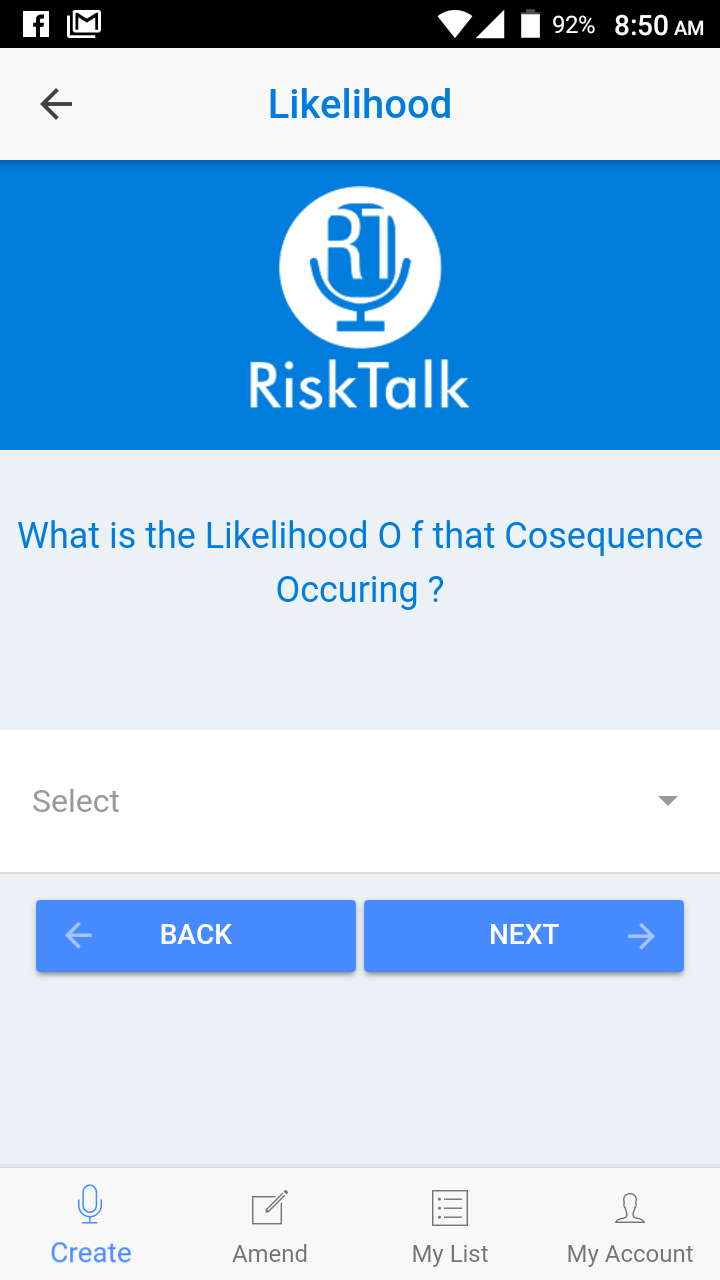 92% 8:50 AM
Likelihood
RT
RiskTalk
What is the Likelihood O f that Cosequence
Occuring ?
Select
BACK NEXT
Create Amend My List My Account